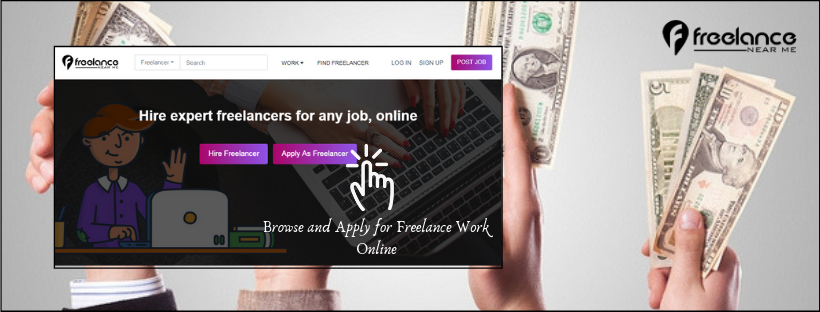 freelance
NEAR ME
freelance
NEAR ME
Freelancer
Search
WORK
FIND FREELANCER
LOG IN
SIGN UP
POST JOB
Hire expert freelancers for any job, online
Hire Freelancer
Apply As Freelancer
Browse and Apply for Freelance Work
Online